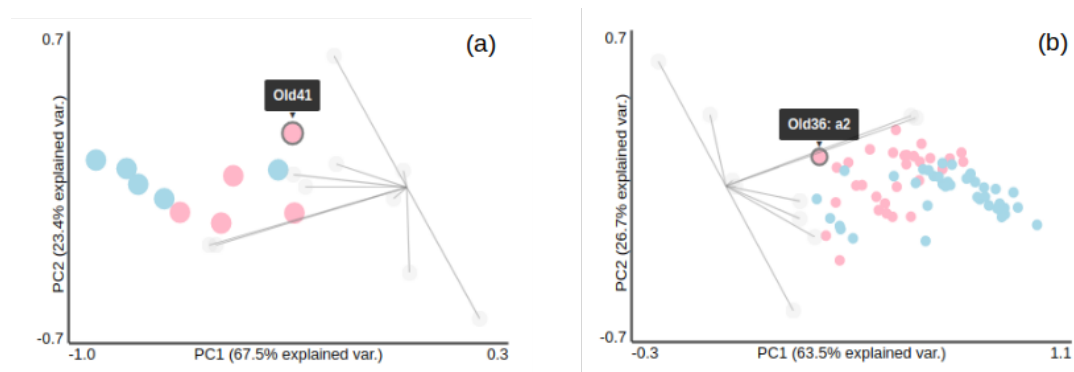 0.7
(a)
Old41
PC2 (23.4% explained var.)
-0.7
-1.0
PC1 (67.5% explained var.)
0.3
0.7
(b)
Old36: a2
PC2 (26.7% explained var.)
-0.7
-0.3
PC1 (63.5% explained var.)
1.1